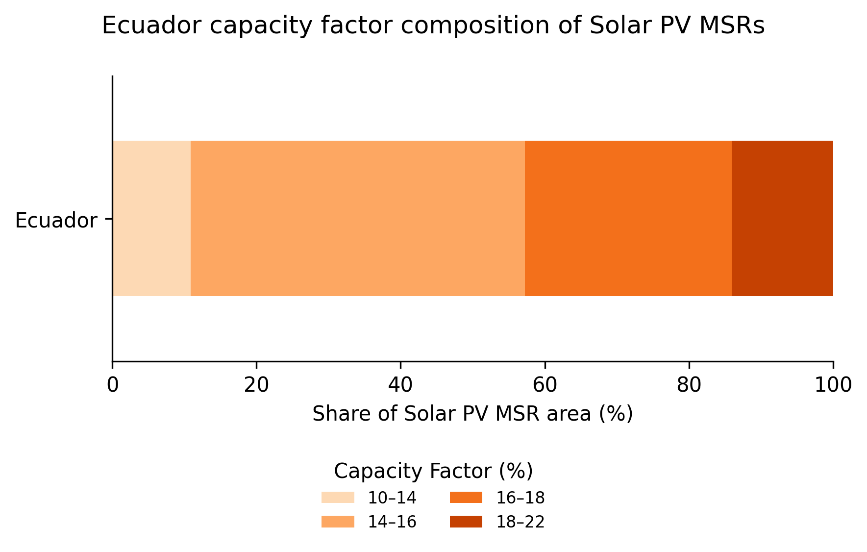 Ecuador capacity factor composition of Solar PV MSRs
Ecuador
0 20 40 60 80 100
Share of Solar PV MSR area (%)
Capacity Factor (%)
10–14 16–18
14–16 18–22